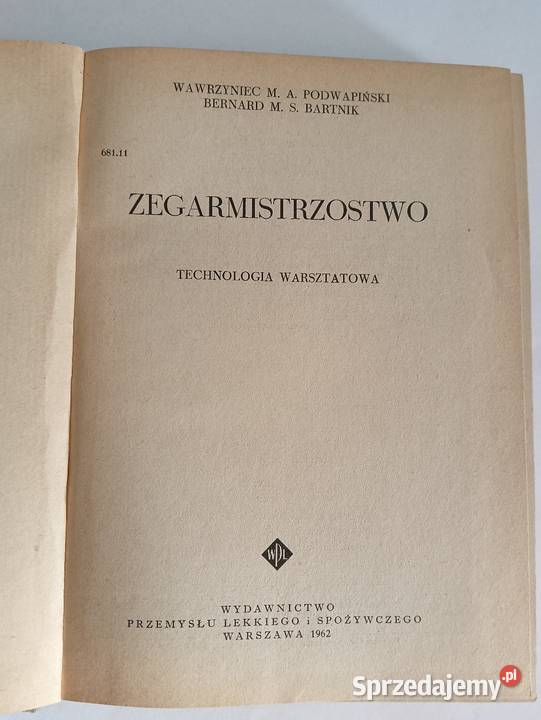 WAWRZYNIEC M. A. PODWAPIŃSKI
BERNARD M. S. BARTNIK
681.11
ZEGARMISTRZOSTWO
TECHNOLOGIA WARSZTATOWA
WPL
WYDAWNICTWO
PRZEMYSŁU LEKKIEGO i SPOŻYWCZEGO
WARSZAWA 1962
Sprzedajemy.pl